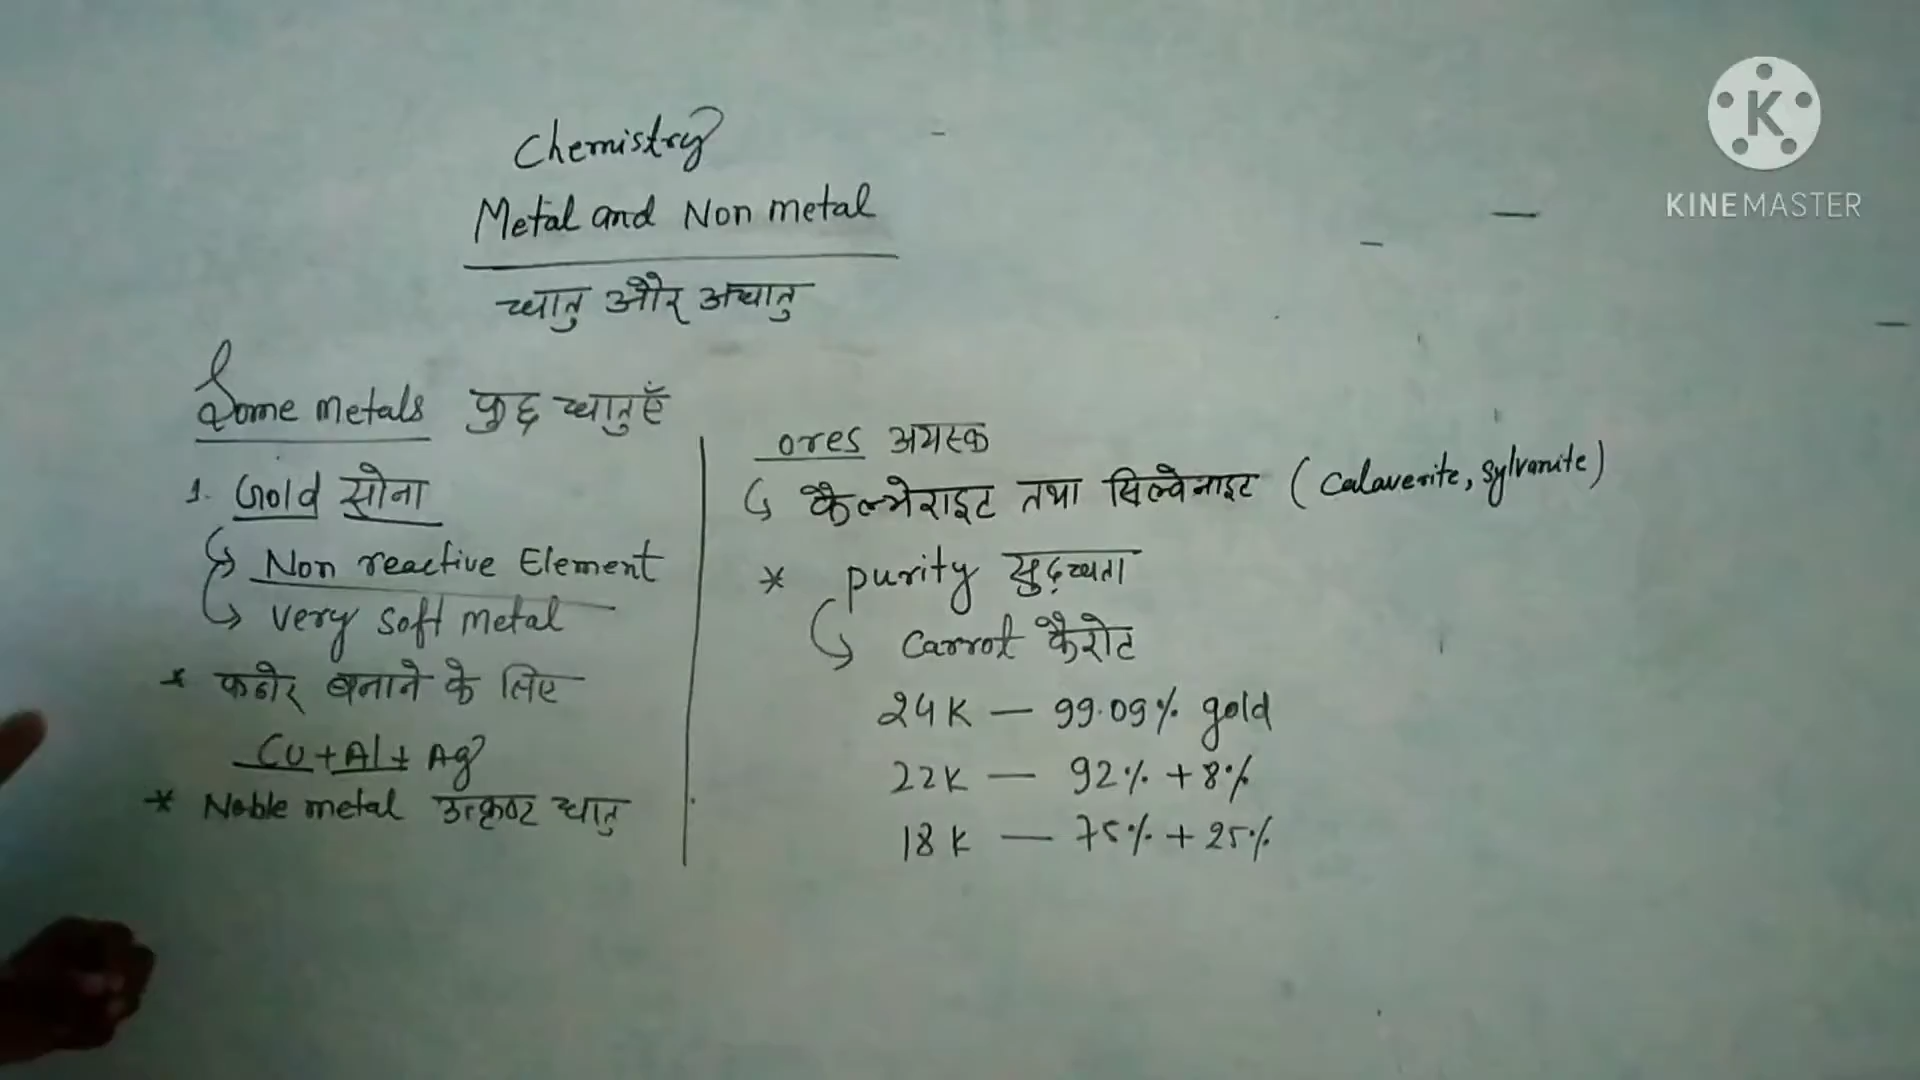 Chemistry
Metal and Non metal
धातु और अधातु
Some metals कुछ धातुएँ
1. Gold सोना
Non reactive Element
very soft metal
* कठोर बनाने के लिए
Cu + Al + Ag
* Noble metal उत्कृष्ट धातु
ores अयस्क
कैल्भेराइट तथा सिल्वेनाइट (Calaverite, Sylvanite)
* purity सुद्धता
Carrot कैरोट
24K — 99.09% gold
22K — 92% + 8%
18K — 75% + 25%
K
KINEMASTER